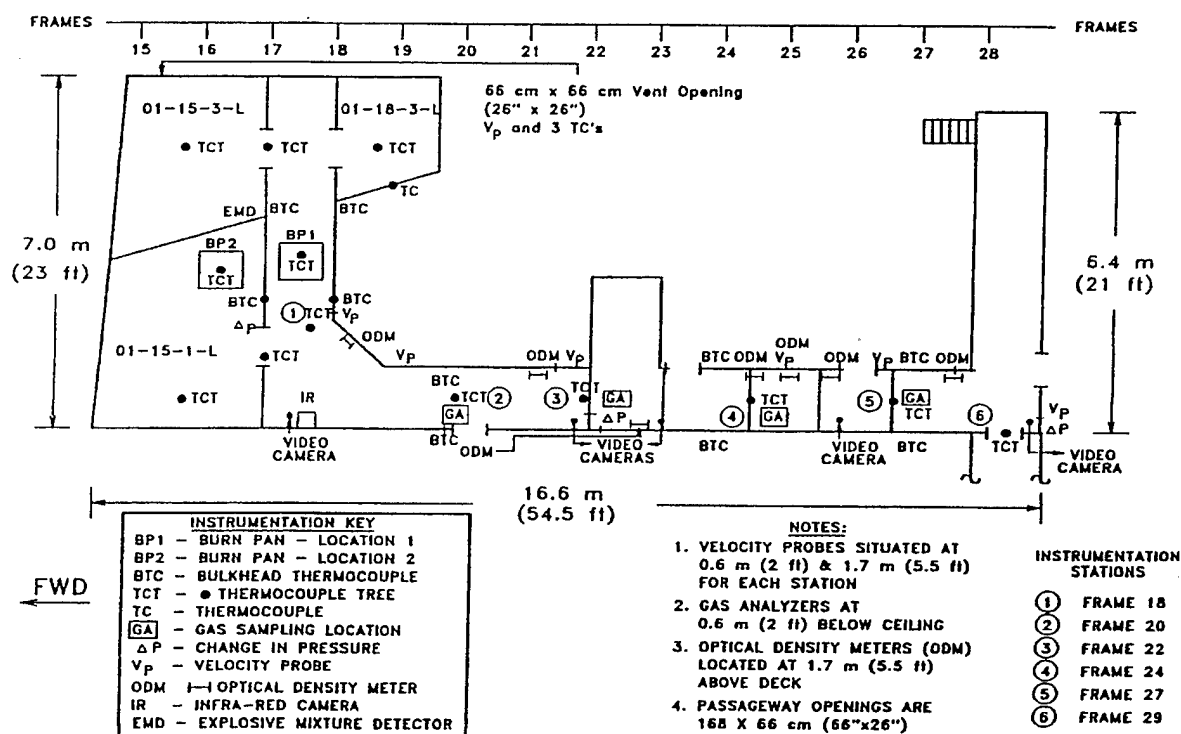 FRAMES
FRAMES
15 16 17 18 19 20 21 22 23 24 25 26 27 28
66 cm x 66 cm Vent Opening
(26" x 26")
Vp and 3 TC's
01-15-3-L
01-18-3-L
TCT
TCT
TCT
TC
EMD
BTC
BTC
7.0 m
(23 ft)
6.4 m
(21 ft)
BP2
TCT
BP1
TCT
BTC
BTC
1
TCT
Vp
ΔP
ODM
01-15-1-L
TCT
TCT
Vp
ODM
Vp
BTC
ODM
Vp
ODM
ODM
Vp
BTC
ODM
BTC
TCT
2
3
TCT
GA
GA
ΔP
4
TCT
GA
5
GA
TCT
6
TCT
Vp
ΔP
IR
VIDEO
CAMERA
BTC
ODM
VIDEO
CAMERAS
BTC
VIDEO
CAMERA
BTC
VIDEO
CAMERA
16.6 m
(54.5 ft)
FWD
INSTRUMENTATION KEY
BP1 – BURN PAN – LOCATION 1
BP2 – BURN PAN – LOCATION 2
BTC – BULKHEAD THERMOCOUPLE
TCT – ● THERMOCOUPLE TREE
TC – THERMOCOUPLE
GA – GAS SAMPLING LOCATION
ΔP – CHANGE IN PRESSURE
Vp – VELOCITY PROBE
ODM OPTICAL DENSITY METER
IR – INFRA-RED CAMERA
EMD – EXPLOSIVE MIXTURE DETECTOR
NOTES:
1. VELOCITY PROBES SITUATED AT
0.6 m (2 ft) & 1.7 m (5.5 ft)
FOR EACH STATION
2. GAS ANALYZERS AT
0.6 m (2 ft) BELOW CEILING
3. OPTICAL DENSITY METERS (ODM)
LOCATED AT 1.7 m (5.5 ft)
ABOVE DECK
4. PASSAGEWAY OPENINGS ARE
168 X 66 cm (66"x26")
INSTRUMENTATION
STATIONS
1 FRAME 18
2 FRAME 20
3 FRAME 22
4 FRAME 24
5 FRAME 27
6 FRAME 29